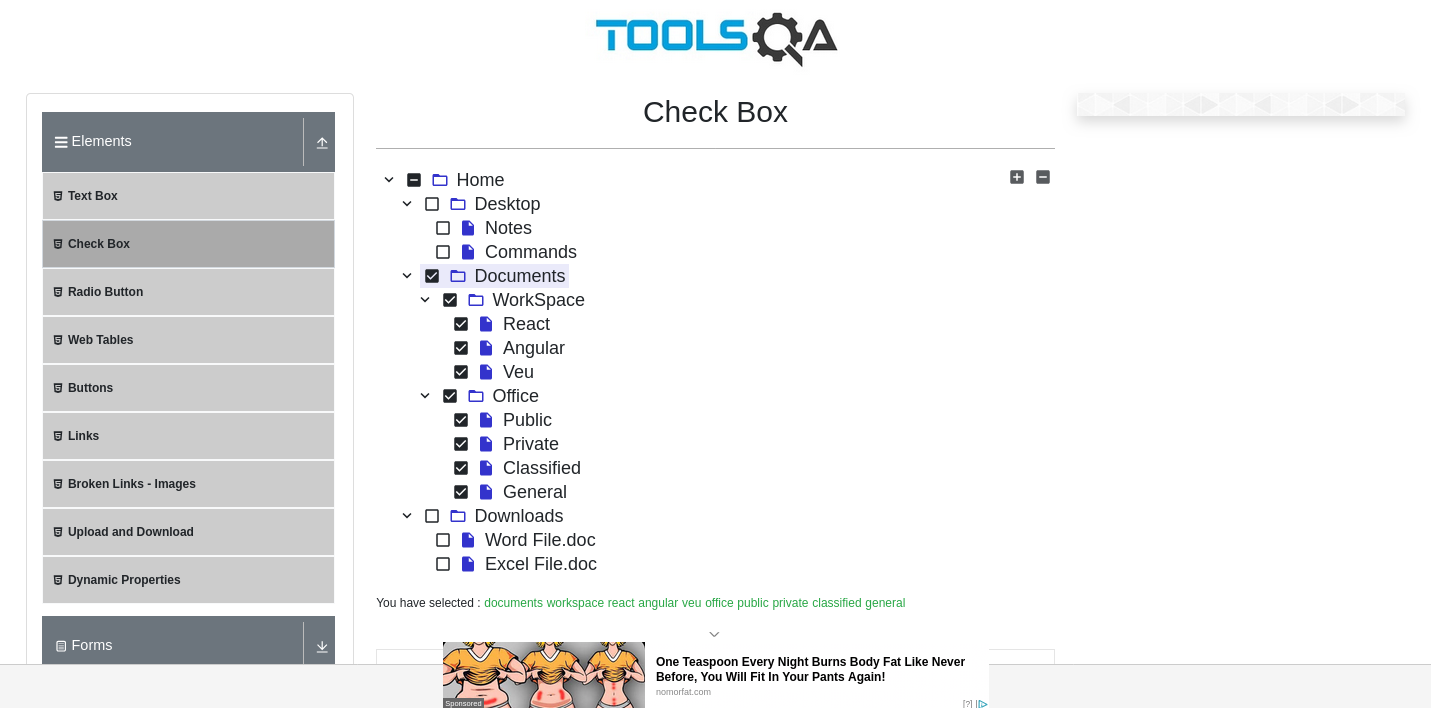 TOOLSQA
Elements
Text Box
Check Box
Radio Button
Web Tables
Buttons
Links
Broken Links - Images
Upload and Download
Dynamic Properties
Forms
Check Box
Home
Desktop
Notes
Commands
Documents
WorkSpace
React
Angular
Veu
Office
Public
Private
Classified
General
Downloads
Word File.doc
Excel File.doc
You have selected : documents workspace react angular veu office public private classified general
Sponsored
One Teaspoon Every Night Burns Body Fat Like Never
Before, You Will Fit In Your Pants Again!
nomorfat.com
[?]